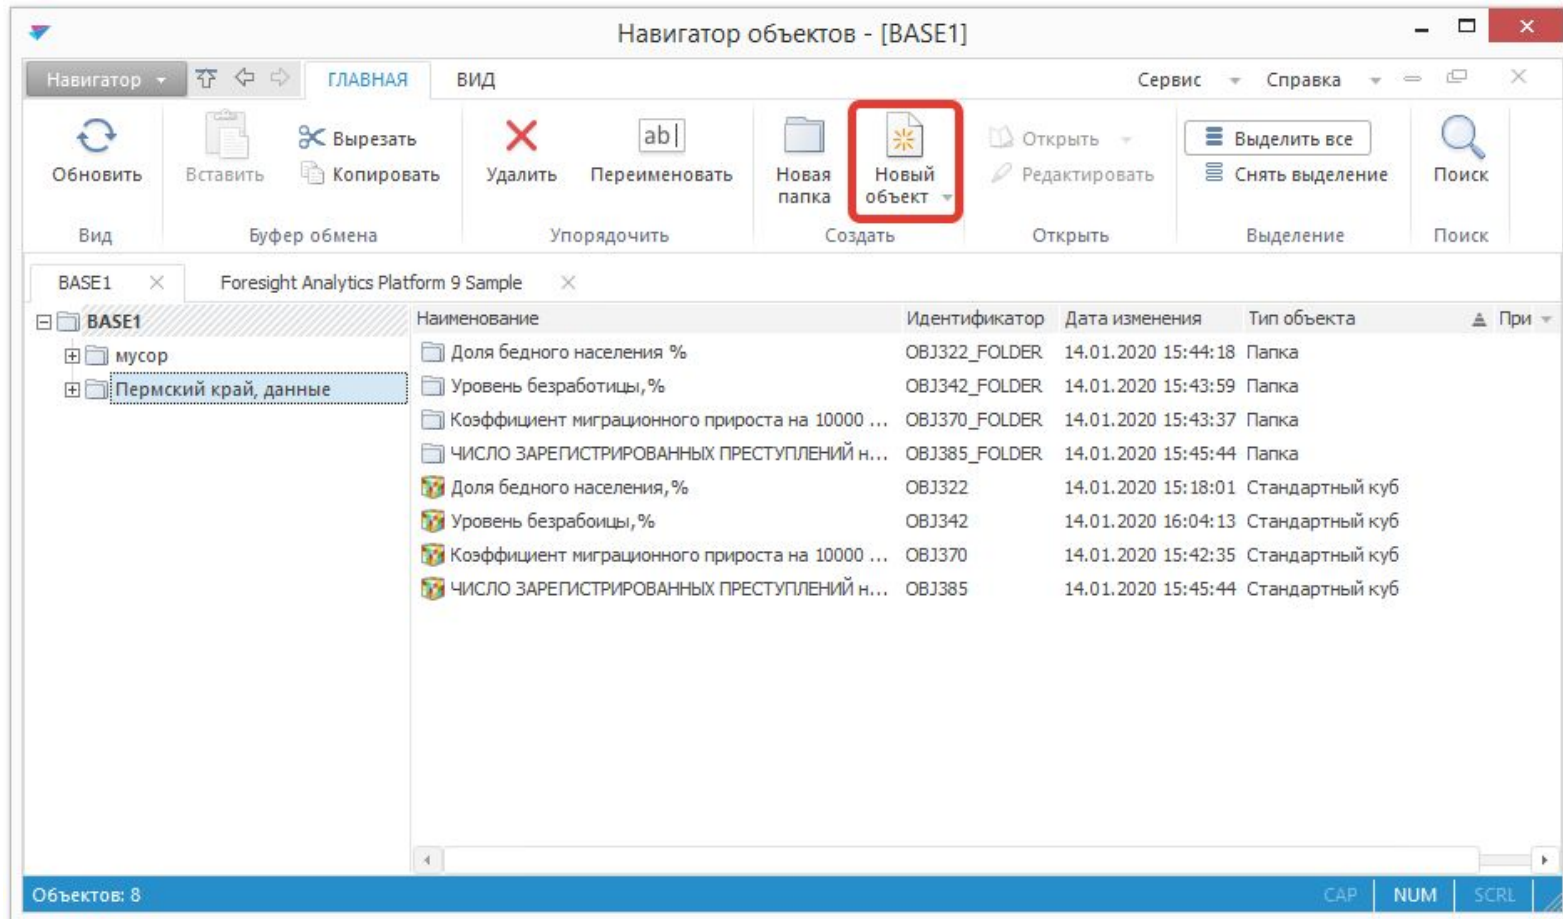 Навигатор объектов - [BASE1]
Навигатор ГЛАВНАЯ ВИД Сервис Справка
Обновить
Вставить
Вырезать
Копировать
Удалить
ab|
Переименовать
Новая
папка
Новый
объект
Открыть
Редактировать
Выделить все
Снять выделение
Поиск
Вид Буфер обмена Упорядочить Создать Открыть Выделение Поиск
BASE1 Foresight Analytics Platform 9 Sample
BASE1
мусор
Пермский край, данные
Наименование Идентификатор Дата изменения Тип объекта При
Доля бедного населения % OBJ322_FOLDER 14.01.2020 15:44:18 Папка
Уровень безработицы,% OBJ342_FOLDER 14.01.2020 15:43:59 Папка
Коэффициент миграционного прироста на 10000 ... OBJ370_FOLDER 14.01.2020 15:43:37 Папка
ЧИСЛО ЗАРЕГИСТРИРОВАННЫХ ПРЕСТУПЛЕНИЙ н... OBJ385_FOLDER 14.01.2020 15:45:44 Папка
Доля бедного населения,% OBJ322 14.01.2020 15:18:01 Стандартный куб
Уровень безрабоицы,% OBJ342 14.01.2020 16:04:13 Стандартный куб
Коэффициент миграционного прироста на 10000 ... OBJ370 14.01.2020 15:42:35 Стандартный куб
ЧИСЛО ЗАРЕГИСТРИРОВАННЫХ ПРЕСТУПЛЕНИЙ н... OBJ385 14.01.2020 15:45:44 Стандартный куб
Объектов: 8 CAP NUM SCRL